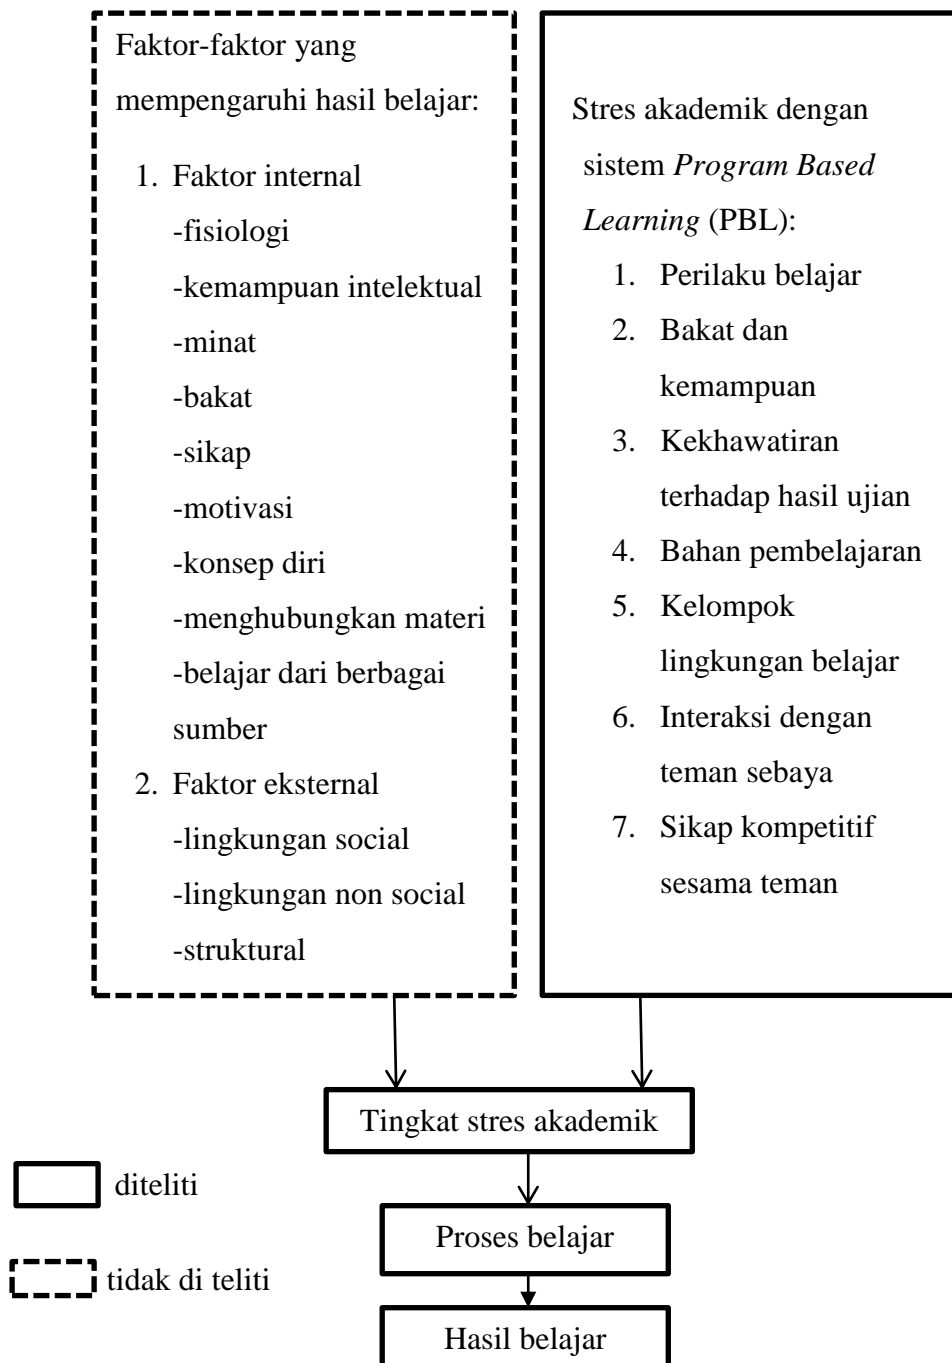 Faktor-faktor yang
mempengaruhi hasil belajar:
1. Faktor internal
-fisiologi
-kemampuan intelektual
-minat
-bakat
-sikap
-motivasi
-konsep diri
-menghubungkan materi
-belajar dari berbagai
sumber
2. Faktor eksternal
-lingkungan social
-lingkungan non social
-struktural
Stres akademik dengan
sistem Program Based
Learning (PBL):
1. Perilaku belajar
2. Bakat dan
kemampuan
3. Kekhawatiran
terhadap hasil ujian
4. Bahan pembelajaran
5. Kelompok
lingkungan belajar
6. Interaksi dengan
teman sebaya
7. Sikap kompetitif
sesama teman
Tingkat stres akademik
diteliti
Proses belajar
tidak di teliti
Hasil belajar